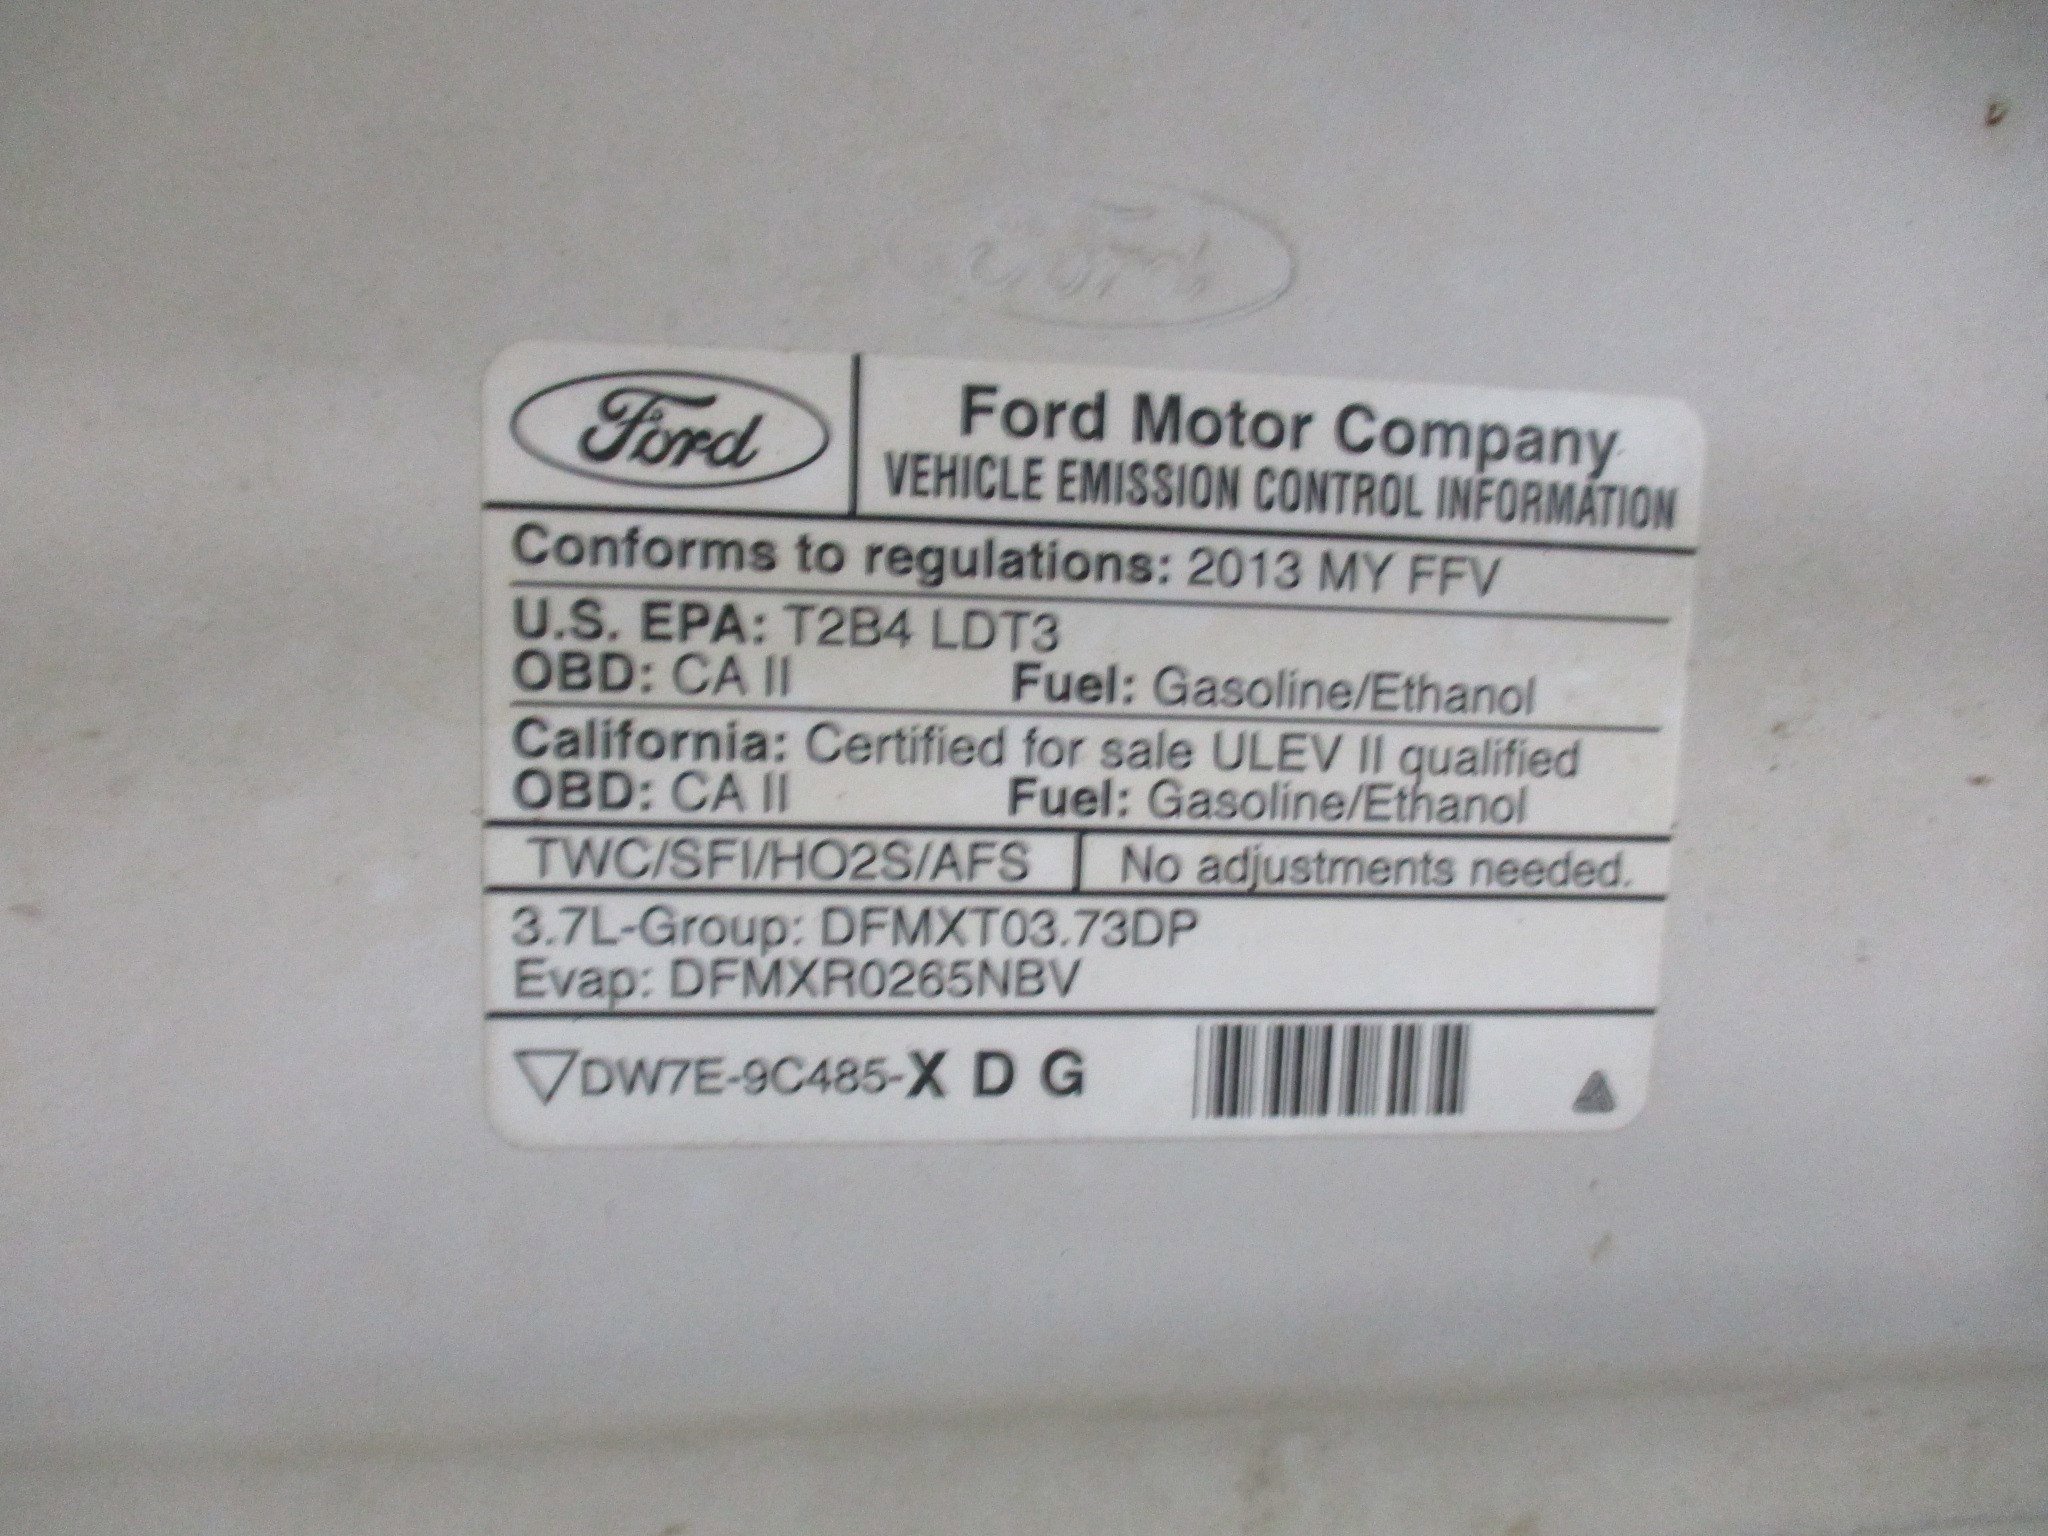 Ford
Ford
Ford Motor Company
VEHICLE EMISSION CONTROL INFORMATION
Conforms to regulations: 2013 MY FFV
U.S. EPA: T2B4 LDT3
OBD: CA II Fuel: Gasoline/Ethanol
California: Certified for sale ULEV II qualified
OBD: CA II Fuel: Gasoline/Ethanol
TWC/SFI/HO2S/AFS No adjustments needed.
3.7L-Group: DFMXT03.73DP
Evap: DFMXR0265NBV
DW7E-9C485-X D G